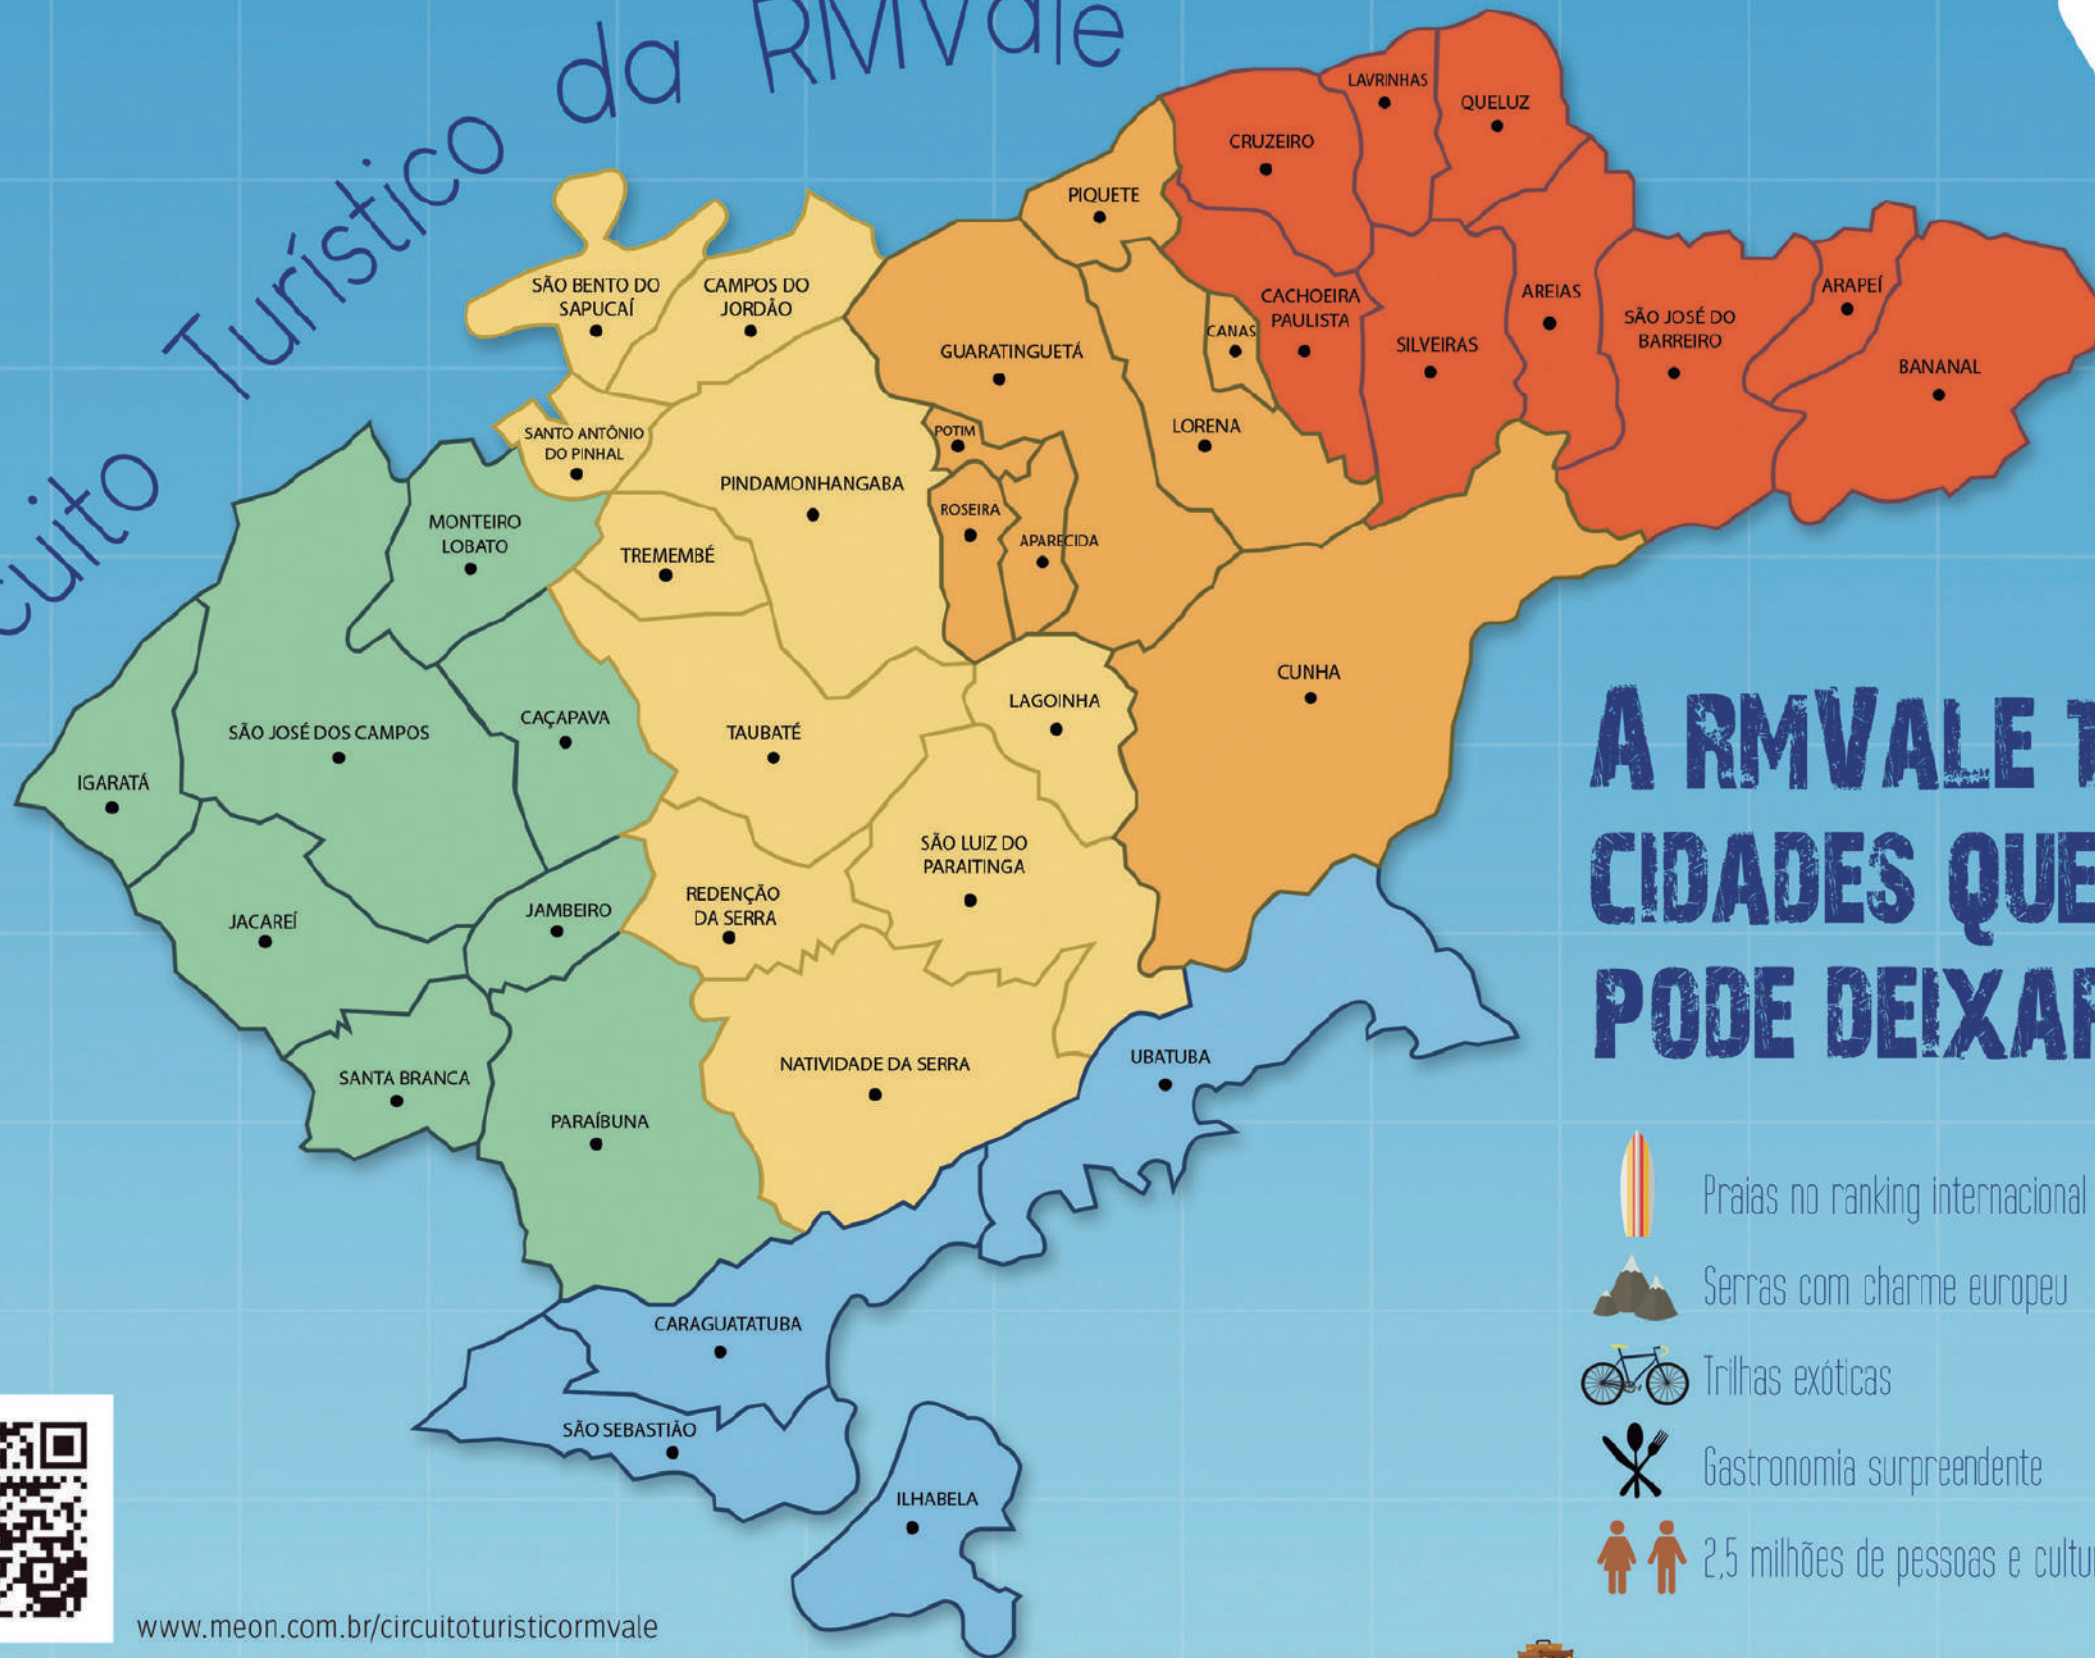 Turístico da RMVale
LAVRINHAS
QUELUZ
CRUZEIRO
PIQUETE
SÃO BENTO DO
SAPUCAÍ
CAMPOS DO
JORDÃO
CACHOEIRA
PAULISTA
CANAS
AREIAS
ARAPEÍ
SÃO JOSÉ DO
BARREIRO
SILVEIRAS
BANANAL
GUARATINGUETÁ
LORENA
POTIM
SANTO ANTÔNIO
DO PINHAL
PINDAMONHANGABA
ROSEIRA
APARECIDA
MONTEIRO
LOBATO
TREMEMBÉ
CUNHA
LAGOINHA
CAÇAPAVA
TAUBATÉ
SÃO JOSÉ DOS CAMPOS
IGARATÁ
SÃO LUIZ DO
PARAITINGA
REDENÇÃO
DA SERRA
JAMBEIRO
JACAREÍ
NATIVIDADE DA SERRA
UBATUBA
SANTA BRANCA
PARAÍBUNA
CARAGUATATUBA
SÃO SEBASTIÃO
ILHABELA
A RMVALE
CIDADES QUE
PODE DEIXAR
Praias no ranking internacional
Serras com charme europeu
Trilhas exóticas
Gastronomia surpreendente
2,5 milhões de pessoas e
www.meon.com.br/circuitoturisticormvale